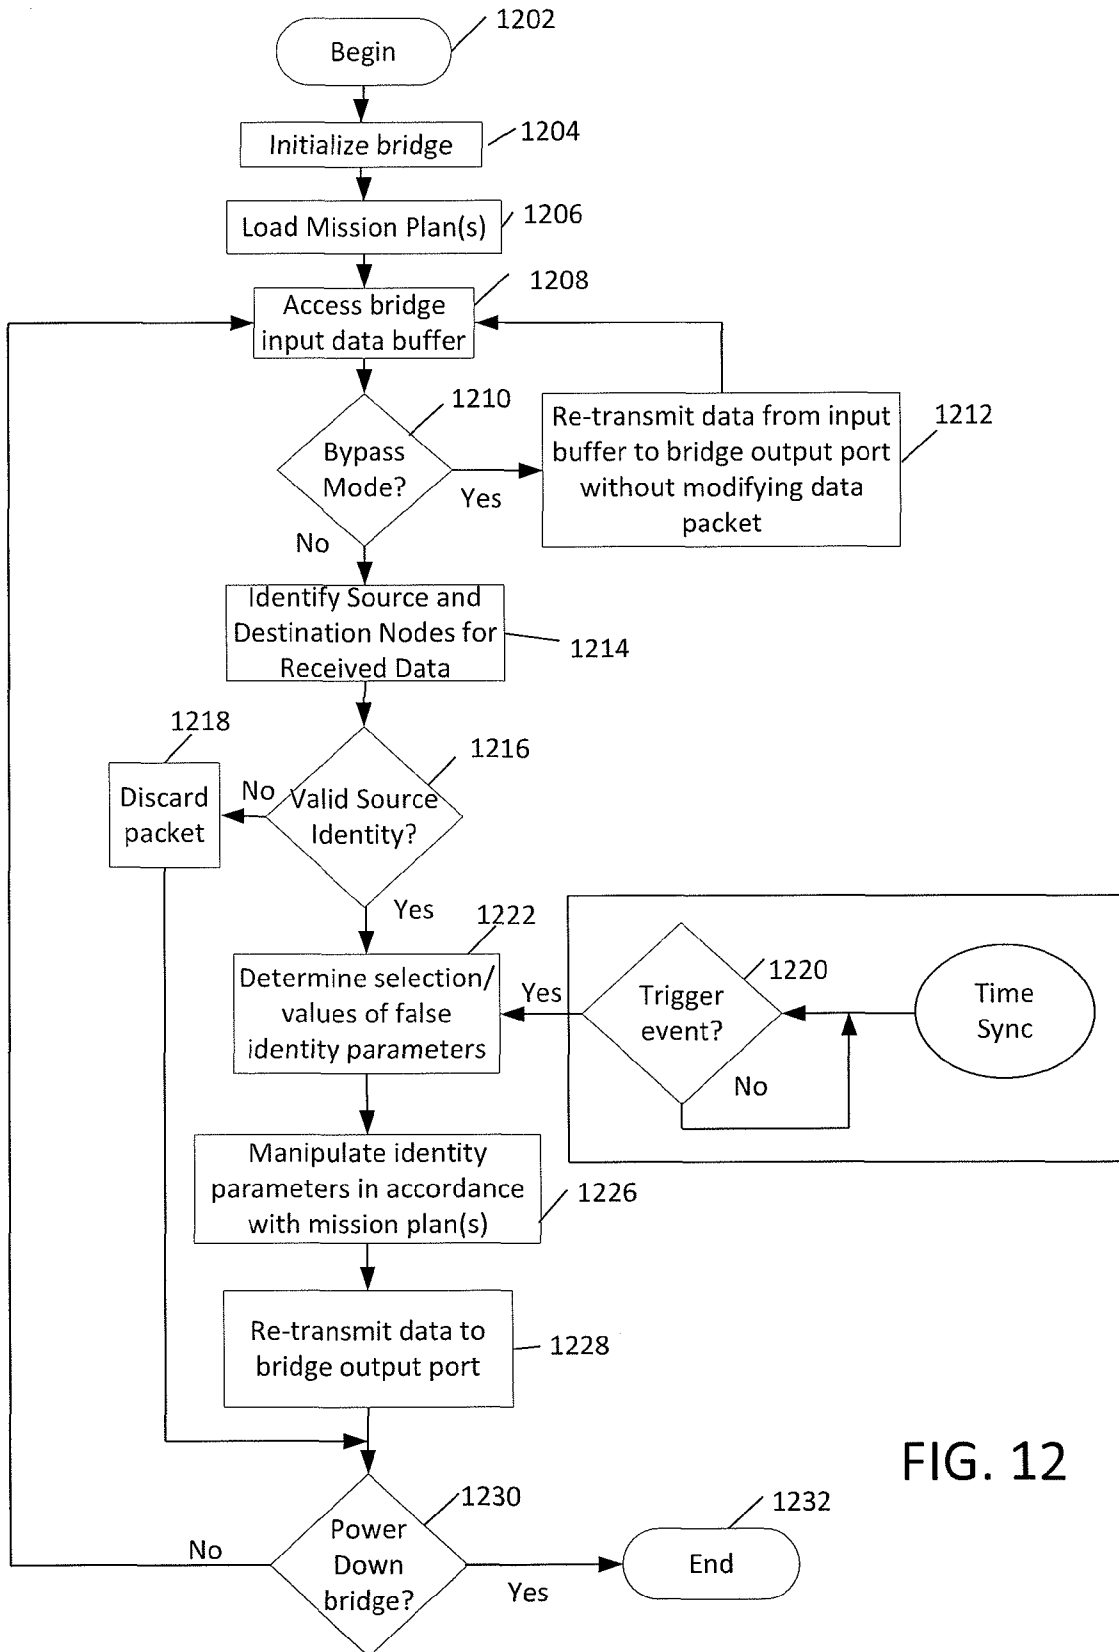 1202
Begin
1204
Initialize bridge
1206
Load Mission Plan(s)
1208
Access bridge
input data buffer
1210
Bypass
Mode?
Yes
No
Re-transmit data from input
buffer to bridge output port
without modifying data
packet
1212
Identify Source and
Destination Nodes for
Received Data
1214
1218
Discard
packet
No
1216
Valid Source
Identity?
Yes
1222
Determine selection/
values of false
identity parameters
Yes
1220
Trigger
event?
No
Time
Sync
Manipulate identity
parameters in accordance
with mission plan(s)
1226
Re-transmit data to
bridge output port
1228
FIG. 12
1230
Power
Down
bridge?
No
Yes
1232
End